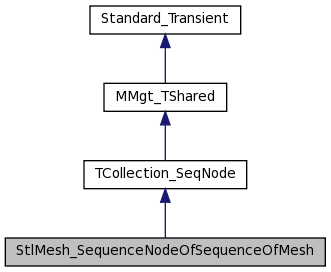 Standard_Transient
MMgt_TShared
TCollection_SeqNode
StlMesh_SequenceNodeOfSequenceOfMesh